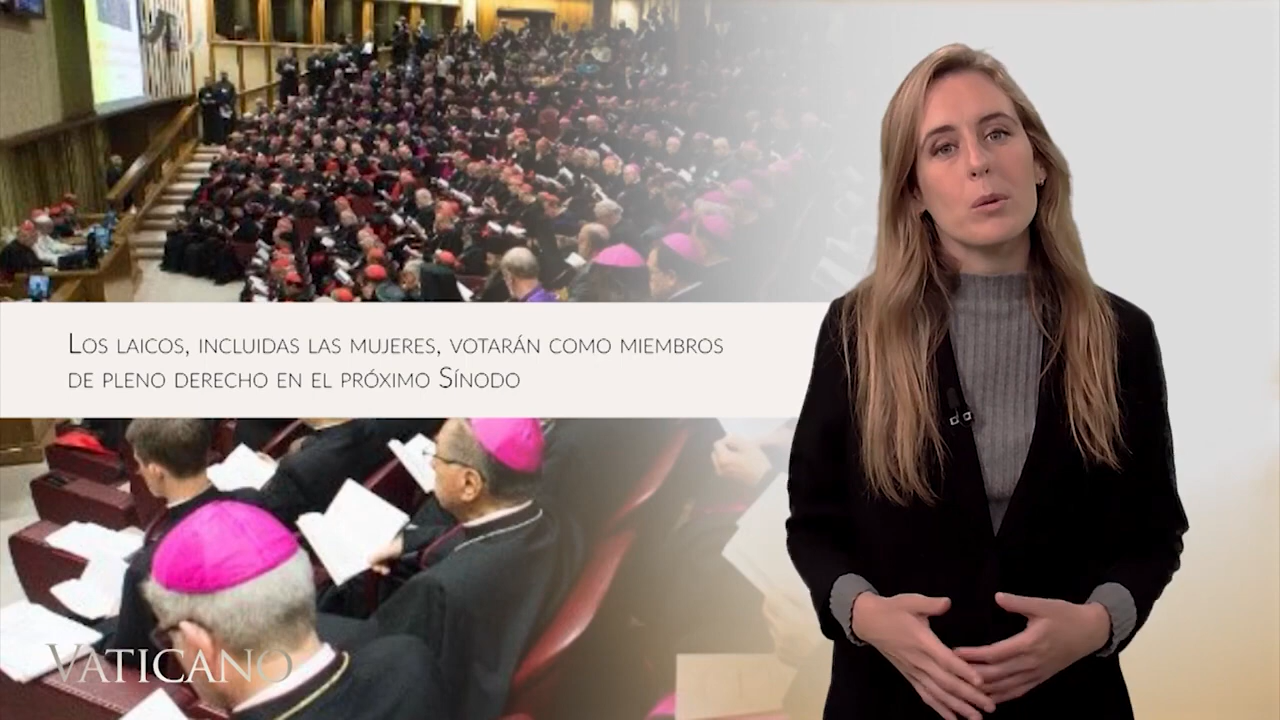 Los laicos, incluidas las mujeres, votarán como miembros
de pleno derecho en el próximo Sínodo
Vaticano